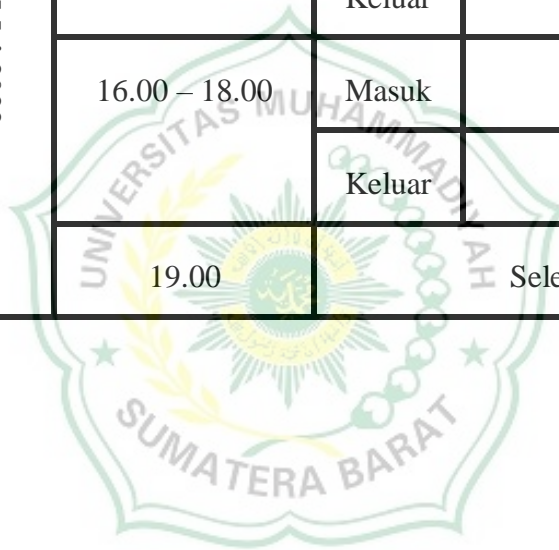 Keluar
16.00 – 18.00 Masuk
Keluar
19.00
UNIVERSITAS MUHAMMADIYAH
SUMATERA BARAT